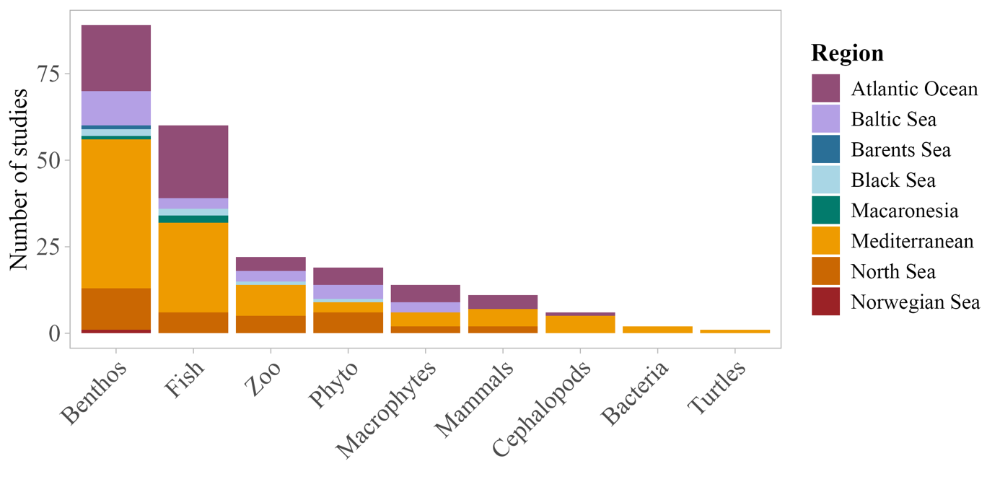 Number of studies
75
50
25
0
Benthos
Fish
Zoo
Phyto
Macrophytes
Mammals
Cephalopods
Bacteria
Turtles
Region
Atlantic Ocean
Baltic Sea
Barents Sea
Black Sea
Macaronesia
Mediterranean
North Sea
Norwegian Sea